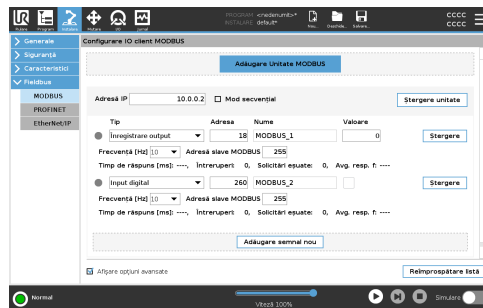 PROGRAM <nedenumit>*
INSTALARE default*
Rulare Program Instalare Mutare I/O Jurnal Nou... Deschide... Salvare...
CCCC
CCCC
Generale
Siguranță
Caracteristici
Fieldbus
MODBUS
PROFINET
EtherNet/IP
Configurare IO client MODBUS
Adăugare Unitate MODBUS
Adresă IP 10.0.0.2 Mod secvențial Ștergere unitate
Tip Adresa Nume Valoare
Înregistrare output 18 MODBUS_1 0 Ștergere
Frecvență [Hz] 10 Adresă slave MODBUS 255
Timp de răspuns [ms]: ----, Întreruperi: 0, Solicitări eșuate: 0, Avg. resp. f: ----
Input digital 260 MODBUS_2 Ștergere
Frecvență [Hz] 10 Adresă slave MODBUS 255
Timp de răspuns [ms]: ----, Întreruperi: 0, Solicitări eșuate: 0, Avg. resp. f: ----
Adăugare semnal nou
Afișare opțiuni avansate Reîmprospătare listă
Normal Viteză 100% Simulare